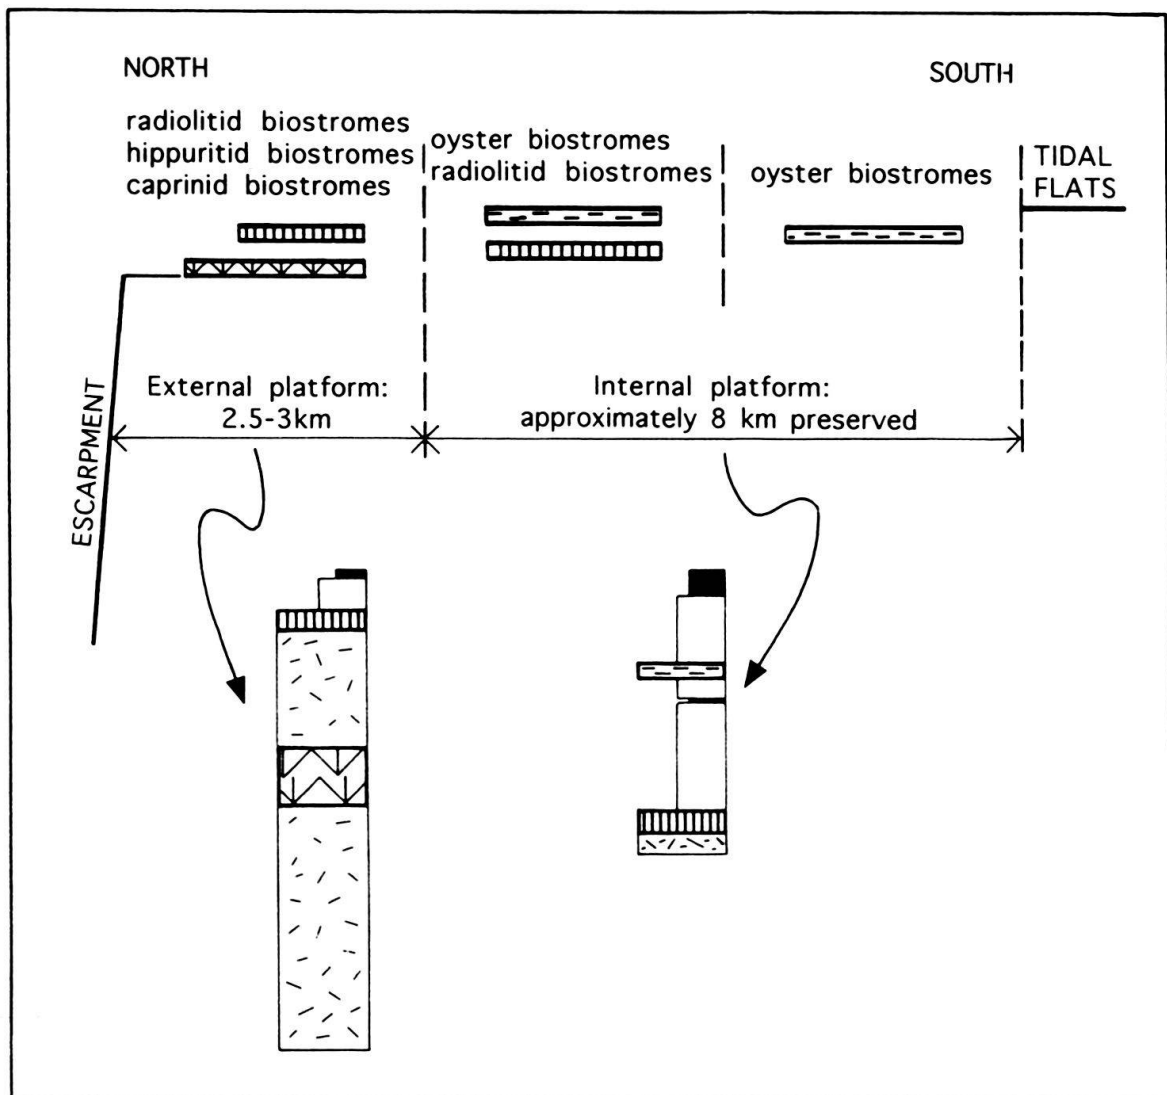 NORTH
SOUTH
radiolitid biostromes
hippuritid biostromes
caprinid biostromes
oyster biostromes
radiolitid biostromes
oyster biostromes
TIDAL
FLATS
ESCARPMENT
External platform:
2.5-3km
Internal platform:
approximately 8 km preserved